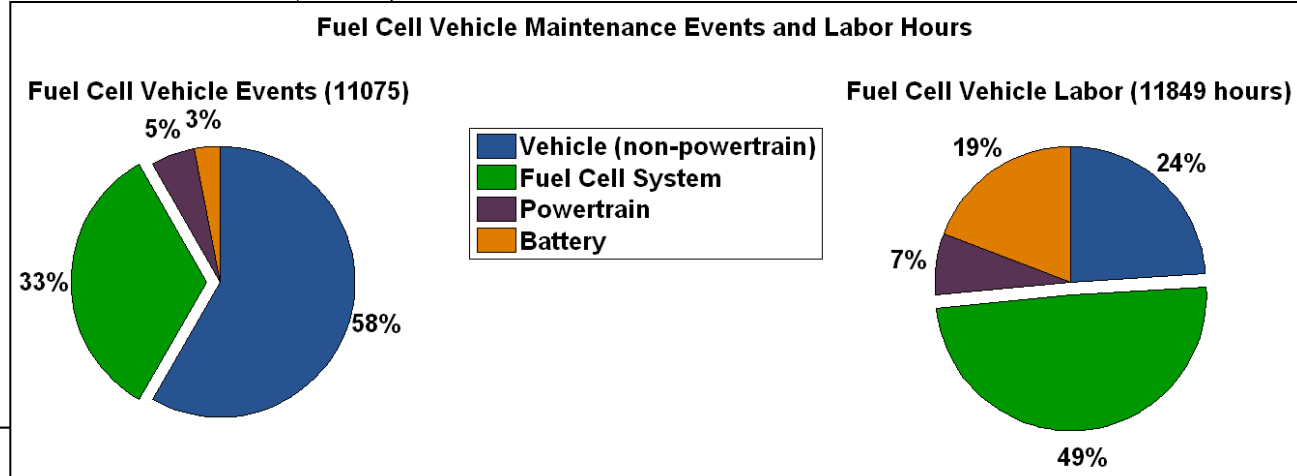 Fuel Cell Vehicle Maintenance Events and Labor Hours
Fuel Cell Vehicle Events (11075)
5%
3%
33%
58%
Vehicle (non-powertrain)
Fuel Cell System
Powertrain
Battery
Fuel Cell Vehicle Labor (11849 hours)
19%
24%
7%
49%